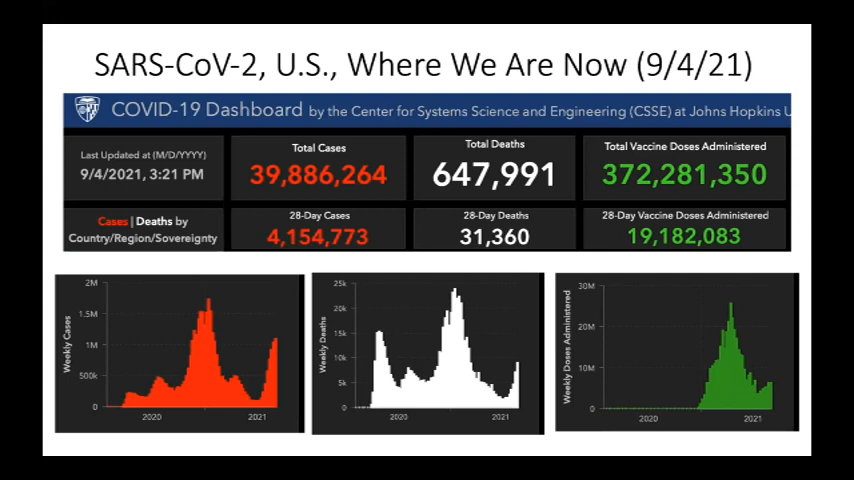 SARS-CoV-2, U.S., Where We Are Now (9/4/21)
COVID-19 Dashboard by the Center for Systems Science and Engineering (CSSE) at Johns Hopkins U
Last Updated at (M/D/YYYY)
9/4/2021, 3:21 PM
Total Cases
39,886,264
Total Deaths
647,991
Total Vaccine Doses Administered
372,281,350
Cases | Deaths by
Country/Region/Sovereignty
28-Day Cases
4,154,773
28-Day Deaths
31,360
28-Day Vaccine Doses Administered
19,182,083
Weekly Cases
2M
1.5M
1M
500k
0
2020 2021
Weekly Deaths
25k
20k
15k
10k
5k
0
2020 2021
Weekly Doses Administered
30M
20M
10M
0
2020 2021